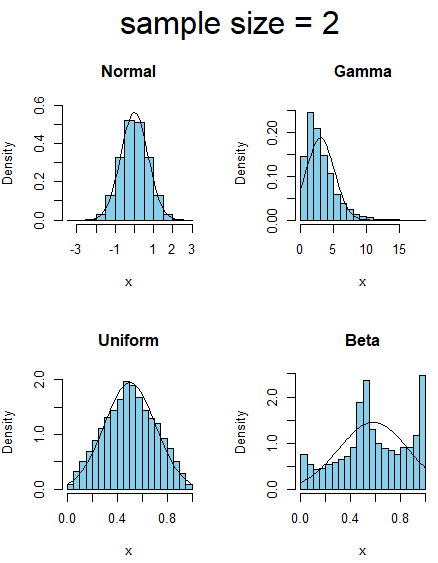 sample size = 2
Normal
Density
0.0 0.2 0.4 0.6
-3 -1 1 2 3
x
Gamma
Density
0.00 0.10 0.20
0 5 10 15
x
Uniform
Density
0.0 1.0 2.0
0.0 0.4 0.8
x
Beta
Density
0.0 1.0 2.0
0.0 0.4 0.8
x